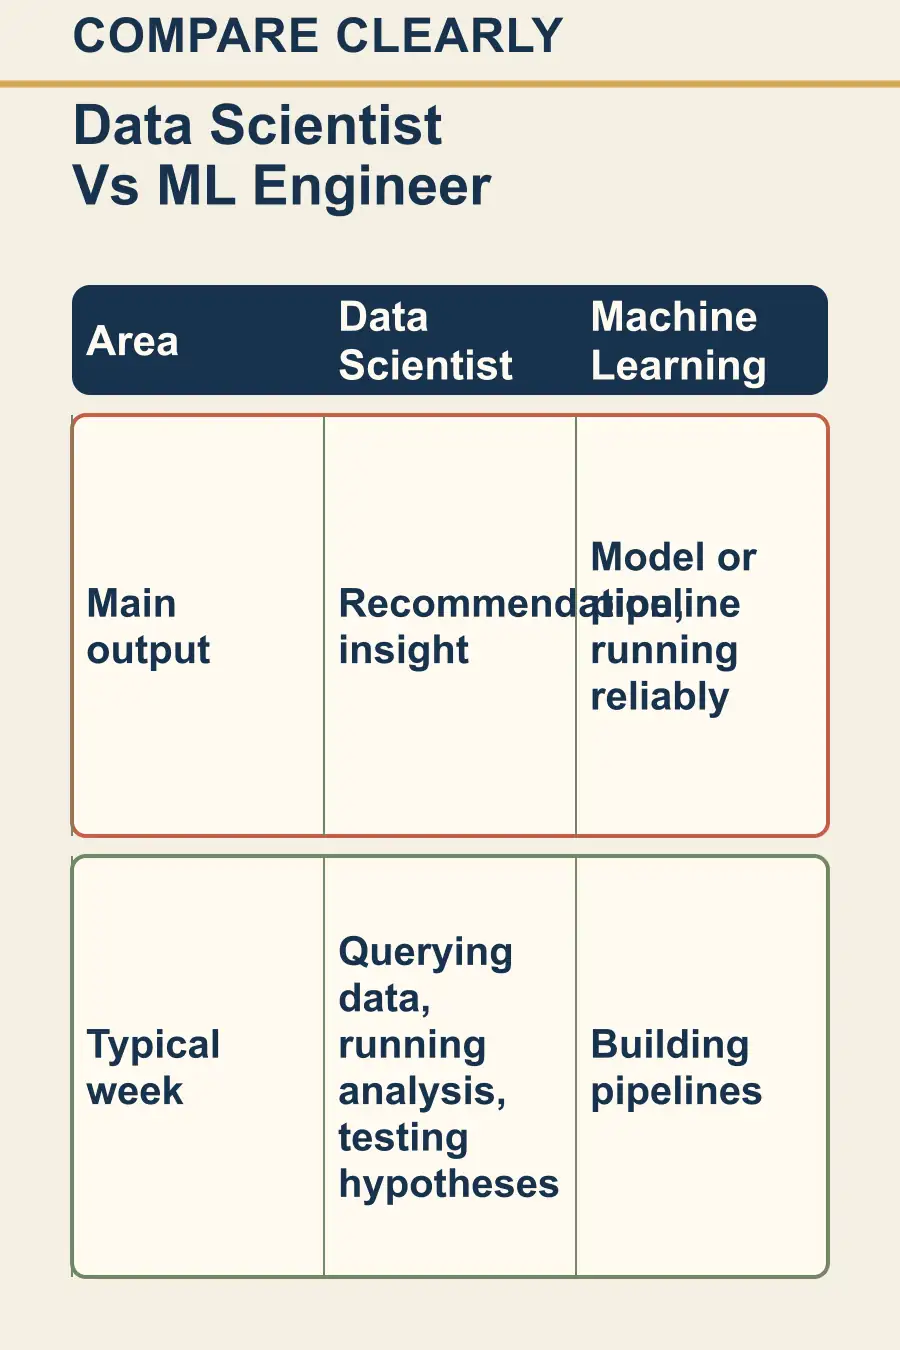 COMPARE CLEARLY
Data Scientist
Vs ML Engineer
Area
Data
Scientist
Machine
Learning
Main
output
Recommendation,
insight
Model or
pipeline
running
reliably
Typical
week
Querying
data,
running
analysis,
testing
hypotheses
Building
pipelines